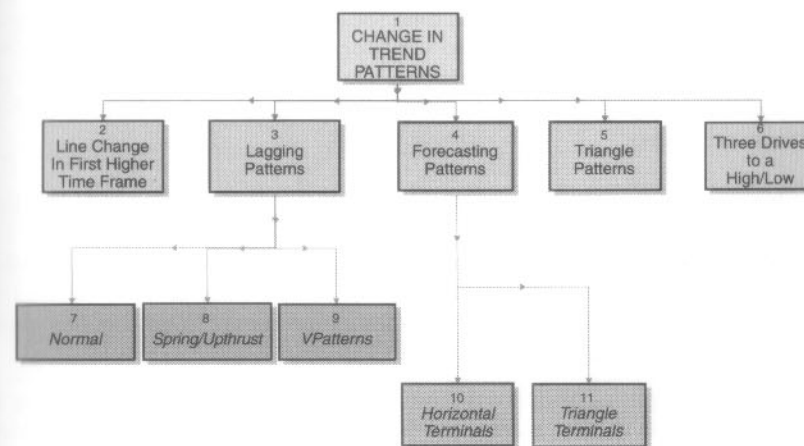 1
CHANGE IN
TREND
PATTERNS
2
Line Change
In First Higher
Time Frame
3
Lagging
Patterns
4
Forecasting
Patterns
5
Triangle
Patterns
6
Three Drives
to a
High/Low
7
Normal
8
Spring/Upthrust
9
VPatterns
10
Horizontal
Terminals
11
Triangle
Terminals